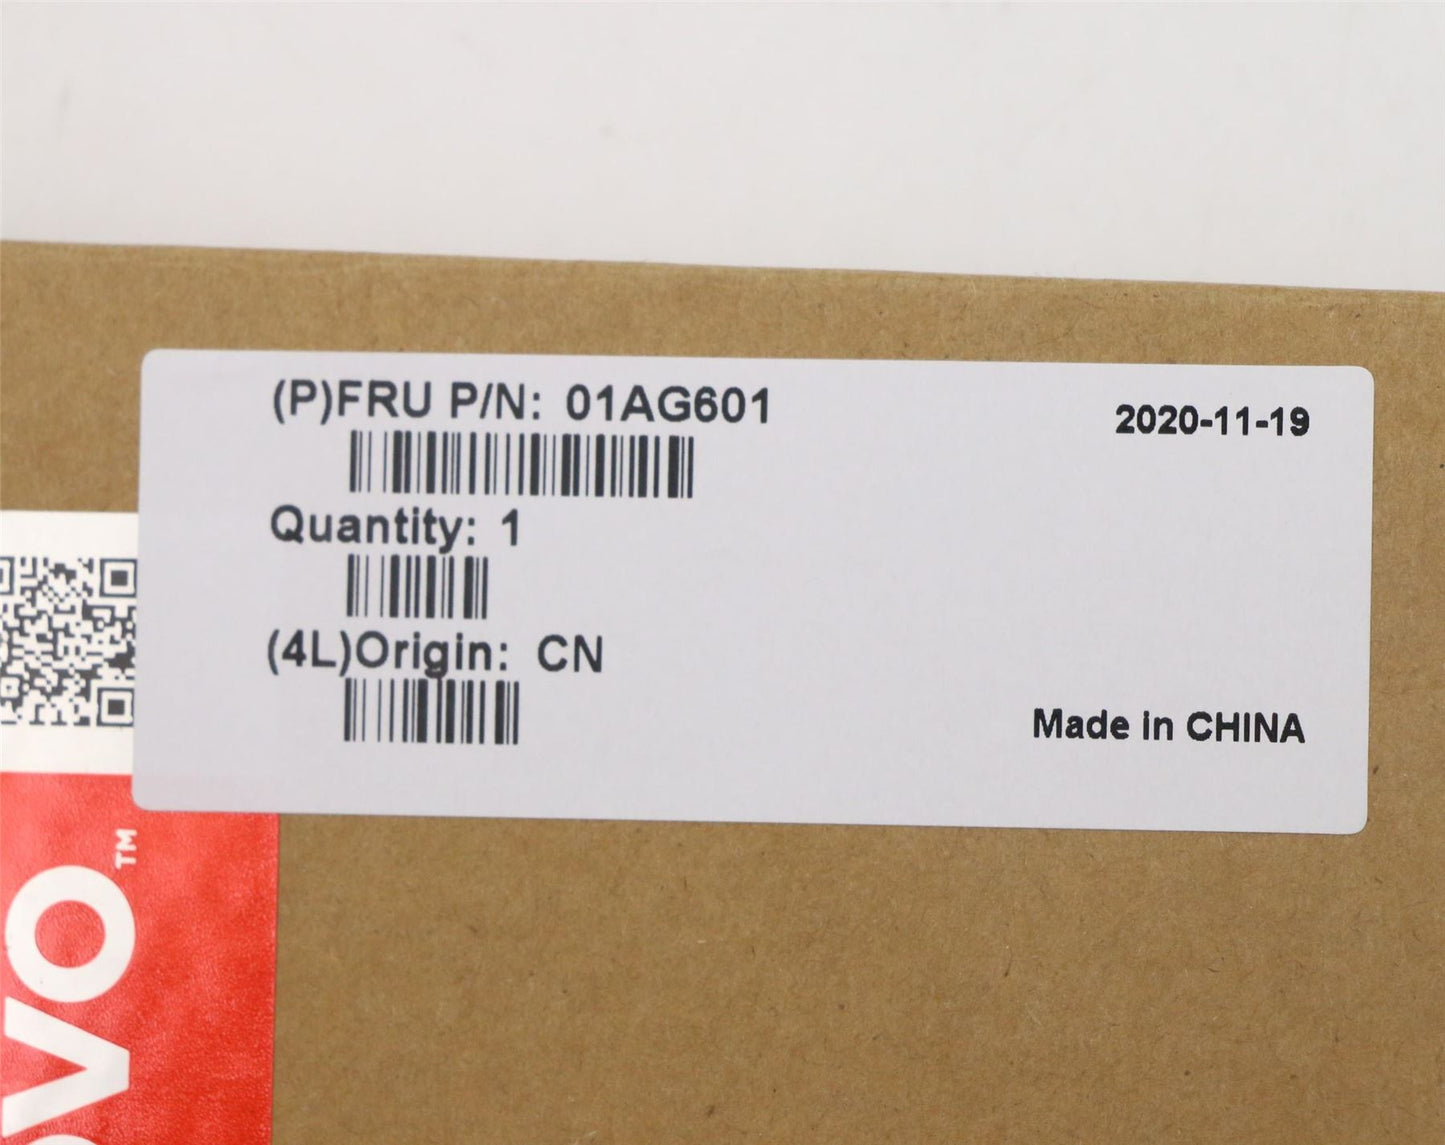 (P)FRU P/N: 01AG601
2020-11-19
Quantity: 1
(4L)Origin: CN
Made in CHINA
ovo™